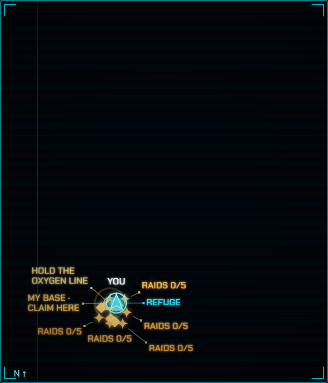 HOLD THE
OXYGEN LINE
YOU
RAIDS 0/5
MY BASE -
CLAIM HERE
REFUGE
RAIDS 0/5
RAIDS 0/5
RAIDS 0/5
RAIDS 0/5
N↑